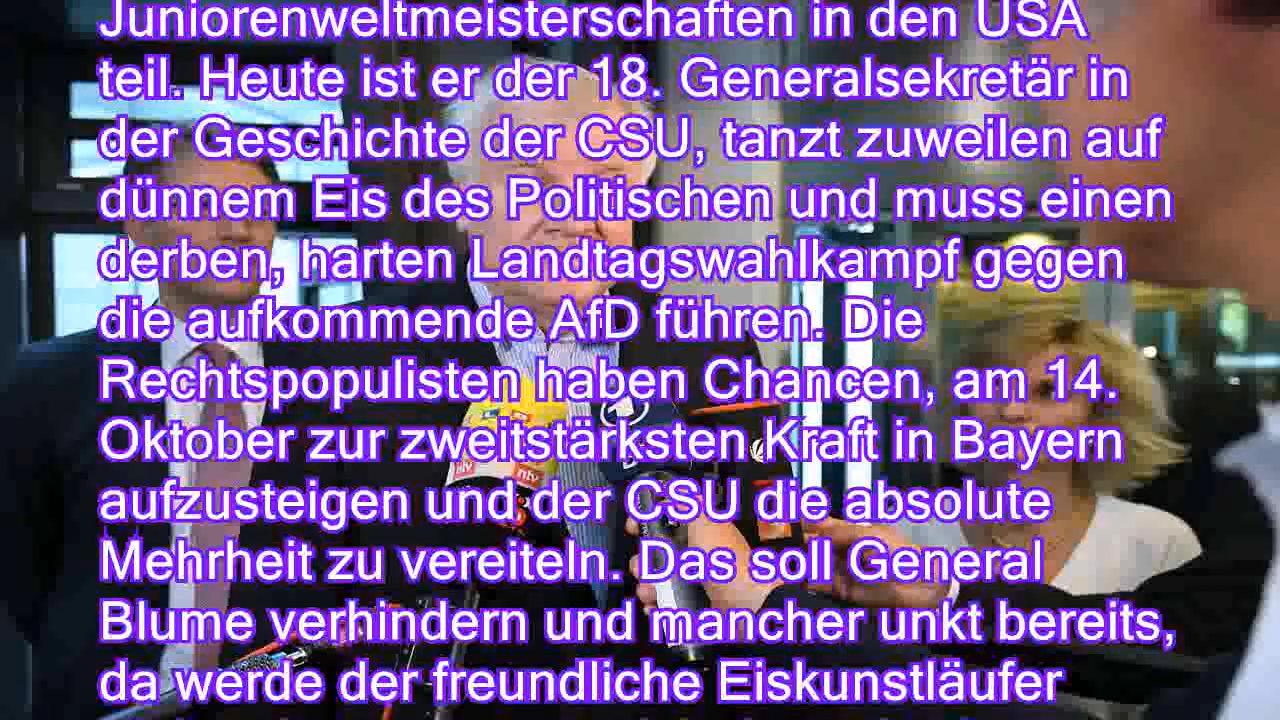 Juniorenweltmeisterschaften in den USA
teil. Heute ist er der 18. Generalsekretär in
der Geschichte der CSU, tanzt zuweilen auf
dünnem Eis des Politischen und muss einen
derben, harten Landtagswahlkampf gegen
die aufkommende AfD führen. Die
Rechtspopulisten haben Chancen, am 14.
Oktober zur zweitstärksten Kraft in Bayern
aufzusteigen und der CSU die absolute
Mehrheit zu vereiteln. Das soll General
Blume verhindern und mancher unkt bereits,
da werde der freundliche Eiskunstläufer
ntv
ntv